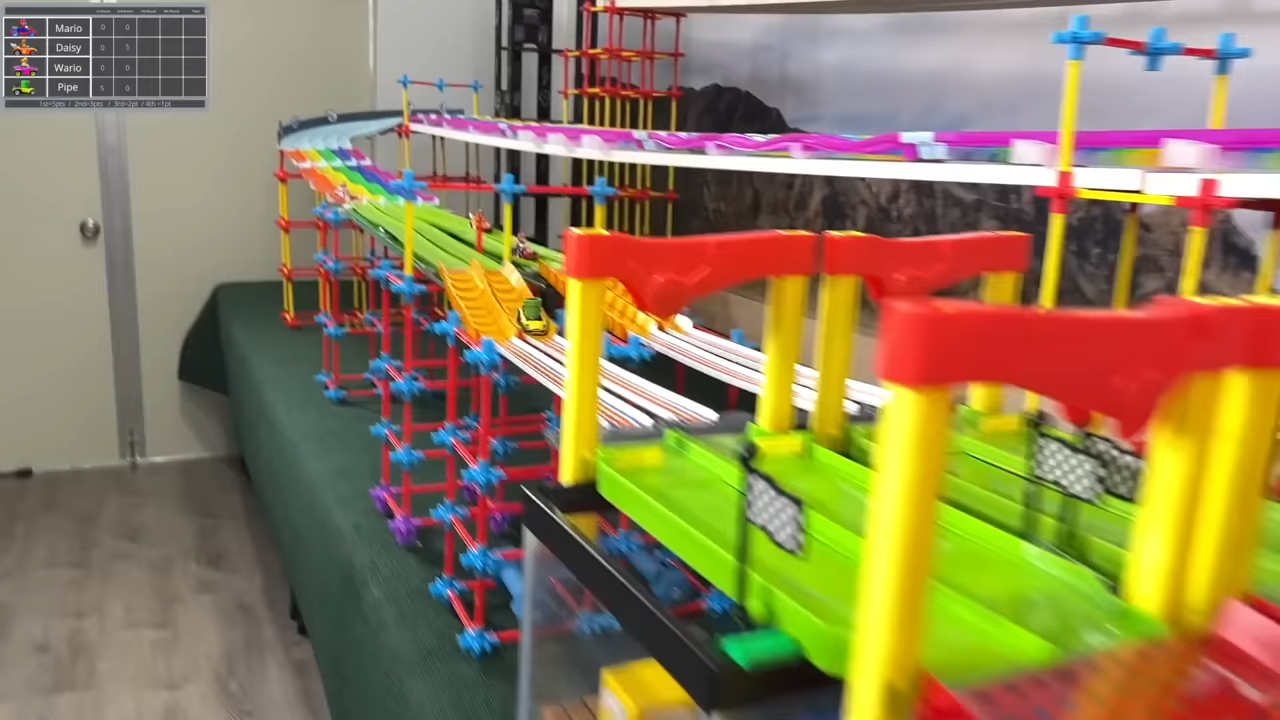 Mario 0 0
Daisy 0 5
Wario 0 0
Pipe 5 0
1st=5pts / 2nd=3pts / 3rd=2pt / 4th =1pt